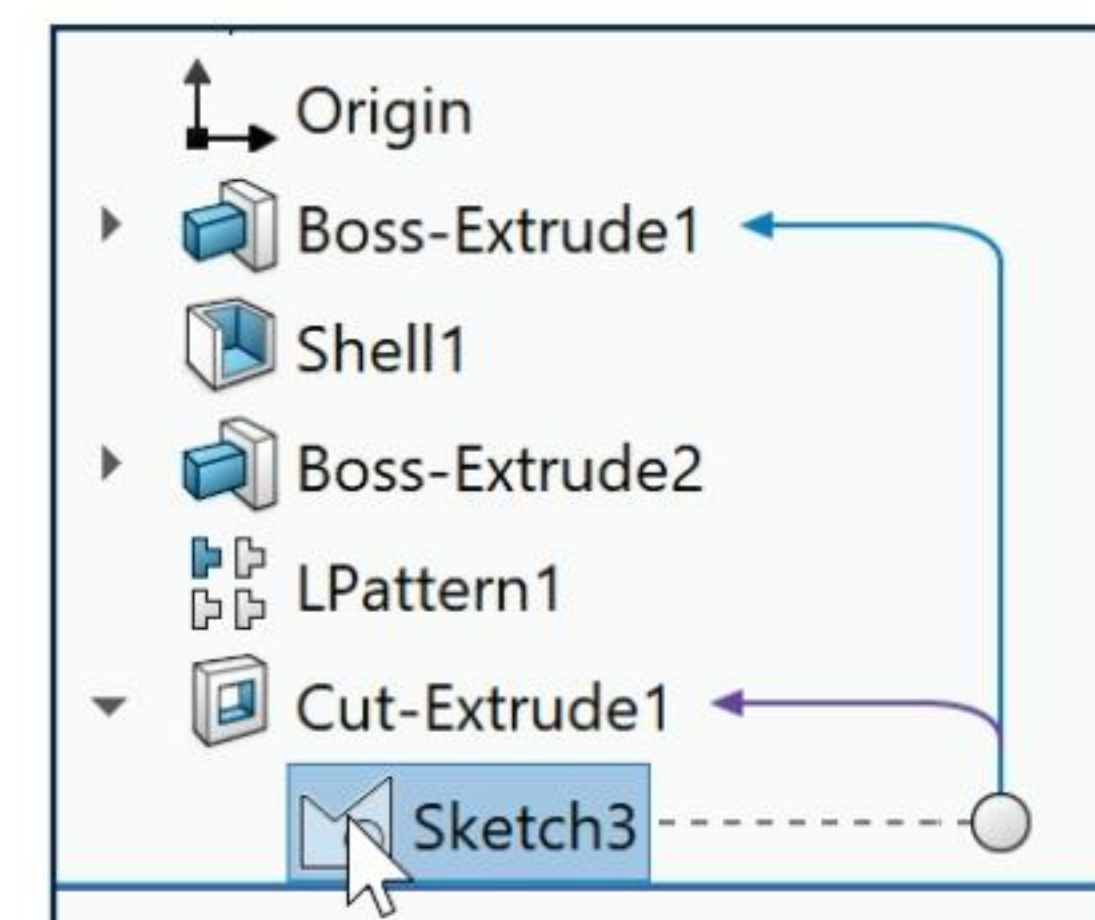 Origin
Boss-Extrude1
Shell1
Boss-Extrude2
LPattern1
Cut-Extrude1
Sketch3